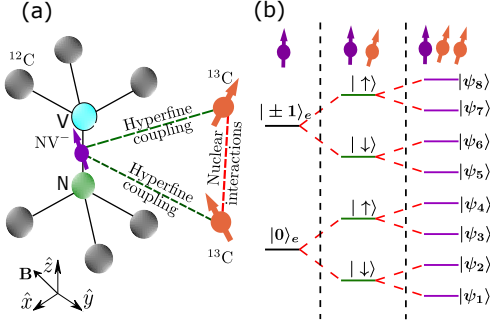 (a)
¹²C
V
NV⁻
N
Hyperfine
coupling
Hyperfine
coupling
Nuclear
interactions
¹³C
¹³C
B
ẑ
x̂
ŷ
(b)
|±1⟩ₑ
|0⟩ₑ
|↑⟩
|↓⟩
|↑⟩
|↓⟩
|ψ₈⟩
|ψ₇⟩
|ψ₆⟩
|ψ₅⟩
|ψ₄⟩
|ψ₃⟩
|ψ₂⟩
|ψ₁⟩